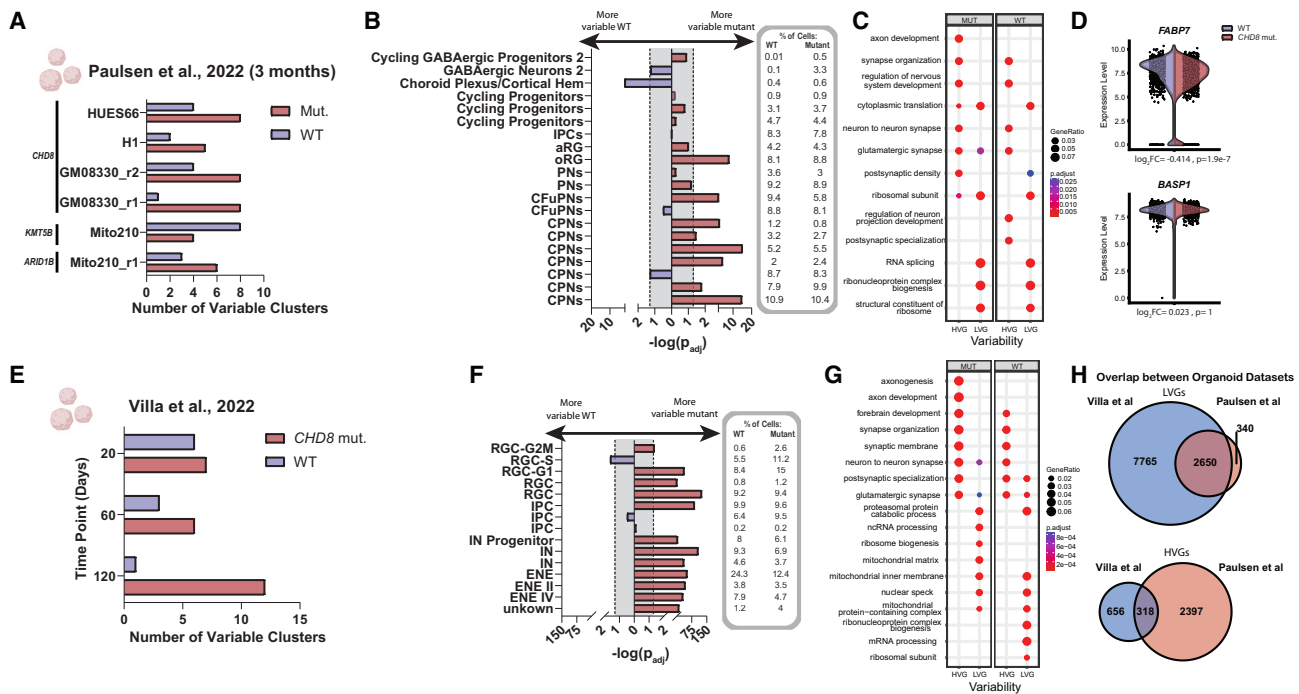 A
Paulsen et al., 2022 (3 months)
CHD8
KMT5B
ARID1B
HUES66
H1
GM08330_r2
GM08330_r1
Mito210
Mito210_r1
Mut.
WT
0 2 4 6 8 10
Number of Variable Clusters
B
More variable WT
More variable mutant
% of Cells:
WT Mutant
Cycling GABAergic Progenitors 2 0.01 0.5
GABAergic Neurons 2 0.1 3.3
Choroid Plexus/Cortical Hem 0.4 0.6
Cycling Progenitors 0.9 0.9
Cycling Progenitors 3.1 3.7
Cycling Progenitors 4.7 4.4
IPCs 8.3 7.8
aRG 4.2 4.3
oRG 8.1 8.8
PNs 3.6 3
PNs 9.2 8.9
CFuPNs 9.4 5.8
CFuPNs 8.8 8.1
CPNs 1.2 0.8
CPNs 3.2 2.7
CPNs 5.2 5.5
CPNs 2 2.4
CPNs 8.7 8.3
CPNs 7.9 9.9
CPNs 10.9 10.4
20 10 2 1 0 1 2 10 20
-log(padj)
C
MUT WT
axon development
synapse organization
regulation of nervous
system development
cytoplasmic translation
neuron to neuron synapse
glutamatergic synapse
postsynaptic density
ribosomal subunit
regulation of neuron
projection development
postsynaptic specialization
RNA splicing
ribonucleoprotein complex
biogenesis
structural constituent of
ribosome
HVG LVG HVG LVG
Variability
GeneRatio
0.03
0.05
0.07
p.adjust
0.025
0.020
0.015
0.010
0.005
D
FABP7
WT
CHD8 mut.
Expression Level
10.0
7.5
5.0
2.5
0.0
log2FC= -0.414 , p=1.9e-7
BASP1
Expression Level
7.5
5.0
2.5
0.0
log2FC= 0.023 , p= 1
E
Villa et al., 2022
Time Point (Days)
20
60
120
CHD8 mut.
WT
0 5 10 15
Number of Variable Clusters
F
More variable WT
More variable mutant
% of Cells:
WT Mutant
RGC-G2M 0.6 2.6
RGC-S 5.5 11.2
RGC-G1 8.4 15
RGC 0.8 1.2
RGC 9.2 9.4
IPC 9.9 9.6
IPC 6.4 9.5
IPC 0.2 0.2
IN Progenitor 8 6.1
IN 9.3 6.9
IN 4.6 3.7
ENE 24.3 12.4
ENE II 3.8 3.5
ENE IV 7.9 4.7
unkown 1.2 4
150 75 2 1 0 1 2 75 150
-log(padj)
G
MUT WT
axonogenesis
axon development
forebrain development
synapse organization
synaptic membrane
neuron to neuron synapse
postsynaptic specialization
glutamatergic synapse
proteasomal protein
catabolic process
ncRNA processing
ribosome biogenesis
mitochondrial matrix
mitochondrial inner membrane
nuclear speck
mitochondrial
protein-containing complex
ribonucleoprotein complex
biogenesis
mRNA processing
ribosomal subunit
HVG LVG HVG LVG
Variability
GeneRatio
0.02
0.03
0.04
0.05
0.06
p.adjust
8e-04
6e-04
4e-04
2e-04
H
Overlap between Organoid Datasets
LVGs
Villa et al
Paulsen et al
7765
2650
340
HVGs
Villa et al
Paulsen et al
656
318
2397